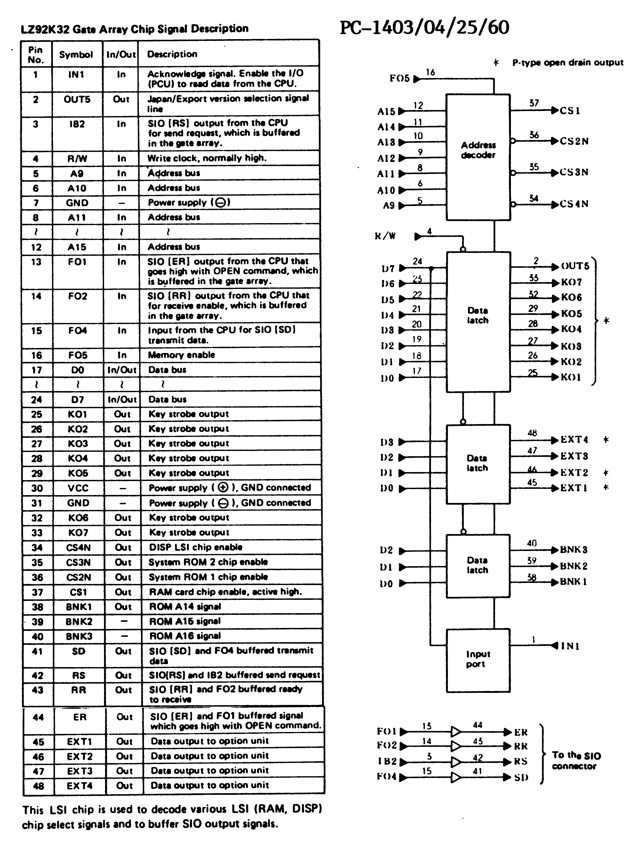 LZ92K32 Gate Array Chip Signal Description
Pin No. Symbol In/Out Description
1 IN1 In Acknowledge signal. Enable the I/O
(PCU) to read data from the CPU.
2 OUT5 Out Japan/Export version selection signal
line
3 IB2 In SIO [RS] output from the CPU
for send request, which is buffered
in the gate array.
4 R/W In Write clock, normally high.
5 A9 In Address bus
6 A10 In Address bus
7 GND – Power supply (⊖)
8 A11 In Address bus
≀ ≀ ≀ ≀
12 A15 In Address bus
13 FO1 In SIO [ER] output from the CPU that
goes high with OPEN command, which
is buffered in the gate array.
14 FO2 In SIO [RR] output from the CPU that
for receive enable, which is buffered
in the gate array.
15 FO4 In Input from the CPU for SIO [SD]
transmit data.
16 FO5 In Memory enable
17 D0 In/Out Data bus
≀ ≀ ≀ ≀
24 D7 In/Out Data bus
25 KO1 Out Key strobe output
26 KO2 Out Key strobe output
27 KO3 Out Key strobe output
28 KO4 Out Key strobe output
29 KO5 Out Key strobe output
30 VCC – Power supply (⊕), GND connected
31 GND – Power supply (⊖), GND connected
32 KO6 Out Key strobe output
33 KO7 Out Key strobe output
34 CS4N Out DISP LSI chip enable
35 CS3N Out System ROM 2 chip enable
36 CS2N Out System ROM 1 chip enable
37 CS1 Out RAM card chip enable, active high.
38 BNK1 Out ROM A14 signal
39 BNK2 – ROM A15 signal
40 BNK3 – ROM A16 signal
41 SD Out SIO [SD] and FO4 buffered transmit
data
42 RS Out SIO[RS] and IB2 buffered send request
43 RR Out SIO [RR] and FO2 buffered ready
to receive
44 ER Out SIO [ER] and FO1 buffered signal
which goes high with OPEN command.
45 EXT1 Out Data output to option unit
46 EXT2 Out Data output to option unit
47 EXT3 Out Data output to option unit
48 EXT4 Out Data output to option unit
This LSI chip is used to decode various LSI (RAM, DISP)
chip select signals and to buffer SIO output signals.
PC-1403/04/25/60
* P-type open drain output
FO5 16
A15 12 37 CS1
A14 11
A13 10 36 CS2N
Address
decoder
A12 9
A11 8 35 CS3N
A10 6
A9 5 34 CS4N
R/W 4
D7 24 2 OUT5
D6 23 33 KO7
D5 22 32 KO6
D4 21 29 KO5
Data
latch
*
D3 20 28 KO4
D2 19 27 KO3
D1 18 26 KO2
D0 17 25 KO1
D3 48 EXT4 *
D2 47 EXT3
Data
latch
D1 46 EXT2 *
D0 45 EXT1 *
D2 40 BNK3
Data
latch
D1 39 BNK2
D0 38 BNK1
Input
port
1 IN1
FO1 13 44 ER
FO2 14 43 RR
IB2 3 42 RS
FO4 15 41 SD
To the SIO
connector